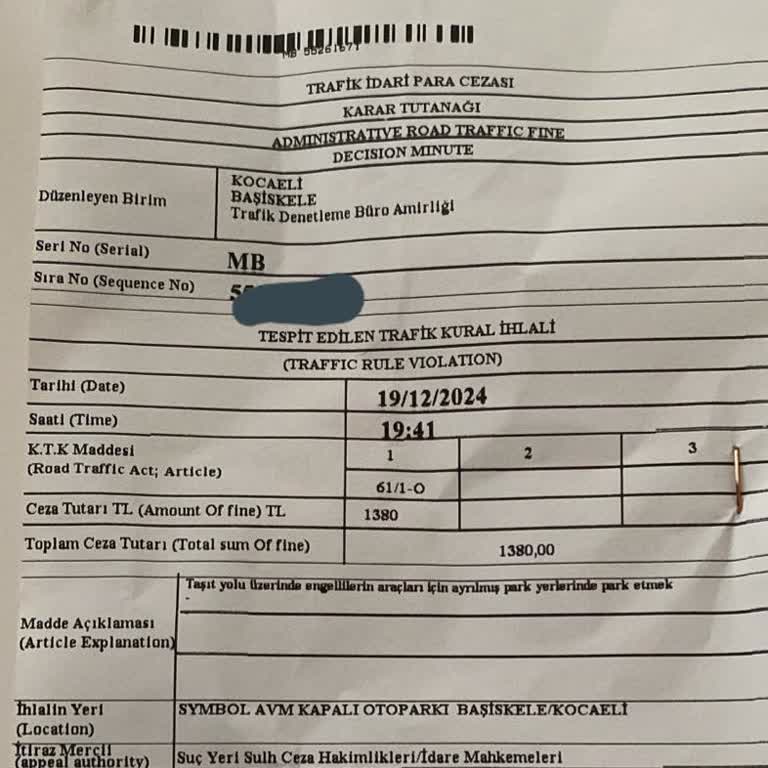 MB 5526167
TRAFİK İDARİ PARA CEZASI
KARAR TUTANAĞI
ADMINISTRATIVE ROAD TRAFFIC FINE
DECISION MINUTE
Düzenleyen Birim
KOCAELİ
BAŞİSKELE
Trafik Denetleme Büro Amirliği
Seri No (Serial)
MB
Sıra No (Sequence No)
TESPİT EDİLEN TRAFİK KURAL İHLALİ
(TRAFFIC RULE VIOLATION)
Tarihi (Date)
19/12/2024
Saati (Time)
19:41
K.T.K Maddesi
(Road Traffic Act; Article)
1 2 3
61/1-O
Ceza Tutarı TL (Amount Of fine) TL
1380
Toplam Ceza Tutarı (Total sum Of fine)
1380,00
Madde Açıklaması
(Article Explanation)
Taşıt yolu üzerinde engellilerin araçları için ayrılmış park yerlerinde park etmek
-
İhlalin Yeri
(Location)
SYMBOL AVM KAPALI OTOPARKI BAŞİSKELE/KOCAELİ
İtiraz Mercii
(appeal authority)
Suç Yeri Sulh Ceza Hakimlikleri/İdare Mahkemeleri